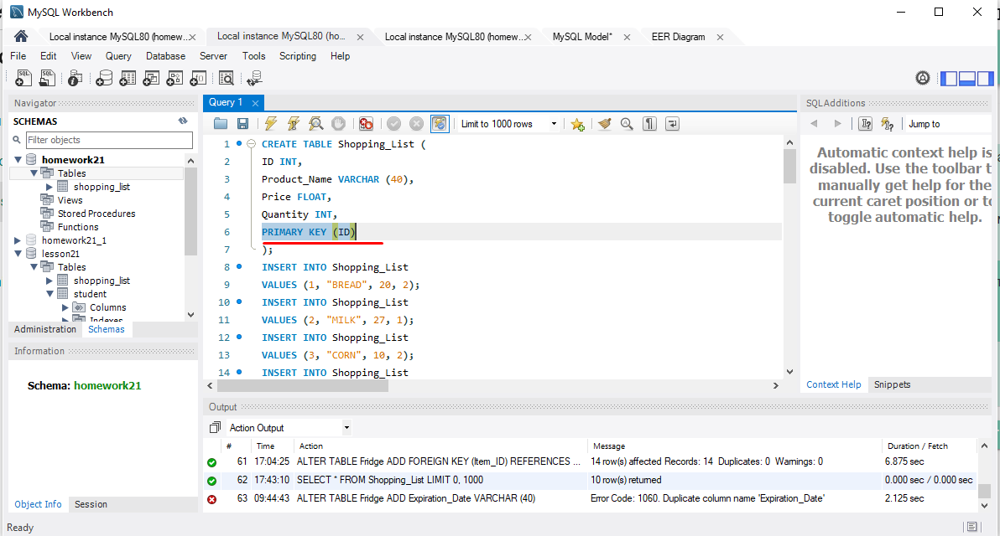 MySQL Workbench
Local instance MySQL80 (homew... Local instance MySQL80 (ho... Local instance MySQL80 (homew... MySQL Model* EER Diagram
File Edit View Query Database Server Tools Scripting Help
Navigator
SCHEMAS
Filter objects
homework21
Tables
shopping_list
Views
Stored Procedures
Functions
homework21_1
lesson21
Tables
shopping_list
student
Columns
Indexes
Administration Schemas
Information
Schema: homework21
Object Info Session
Query 1
Limit to 1000 rows
1 CREATE TABLE Shopping_List (
2 ID INT,
3 Product_Name VARCHAR (40),
4 Price FLOAT,
5 Quantity INT,
6 PRIMARY KEY (ID)
7 );
8 INSERT INTO Shopping_List
9 VALUES (1, "BREAD", 20, 2);
10 INSERT INTO Shopping_List
11 VALUES (2, "MILK", 27, 1);
12 INSERT INTO Shopping_List
13 VALUES (3, "CORN", 10, 2);
14 INSERT INTO Shopping_List
SQLAdditions
Jump to
Automatic context help is
disabled. Use the toolbar t
manually get help for the
current caret position or to
toggle automatic help.
Context Help Snippets
Output
Action Output
# Time Action Message Duration / Fetch
61 17:04:25 ALTER TABLE Fridge ADD FOREIGN KEY (Item_ID) REFERENCES ... 14 row(s) affected Records: 14 Duplicates: 0 Warnings: 0 6.875 sec
62 17:43:10 SELECT * FROM Shopping_List LIMIT 0, 1000 10 row(s) returned 0.000 sec / 0.000 sec
63 09:44:43 ALTER TABLE Fridge ADD Expiration_Date VARCHAR (40) Error Code: 1060. Duplicate column name 'Expiration_Date' 2.125 sec
Ready